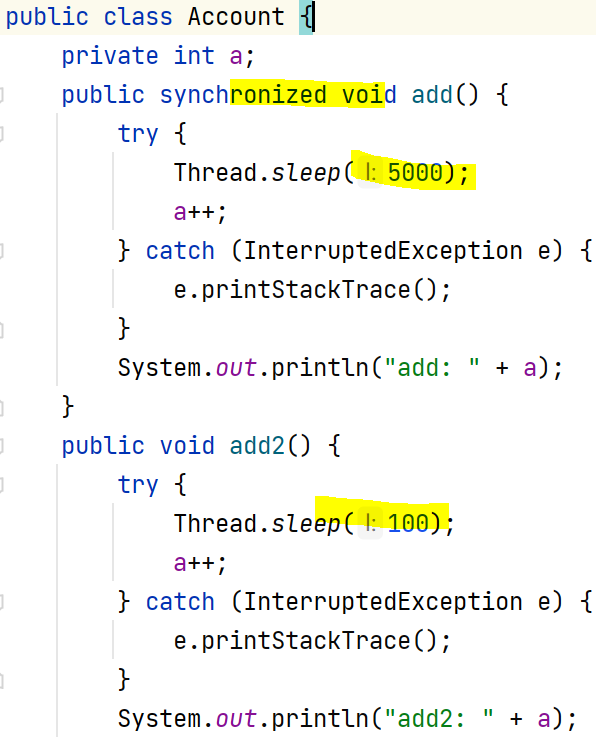 public class Account {
private int a;
public synchronized void add() {
try {
Thread.sleep( l: 5000);
a++;
} catch (InterruptedException e) {
e.printStackTrace();
}
System.out.println("add: " + a);
}
public void add2() {
try {
Thread.sleep( l: 100);
a++;
} catch (InterruptedException e) {
e.printStackTrace();
}
System.out.println("add2: " + a);